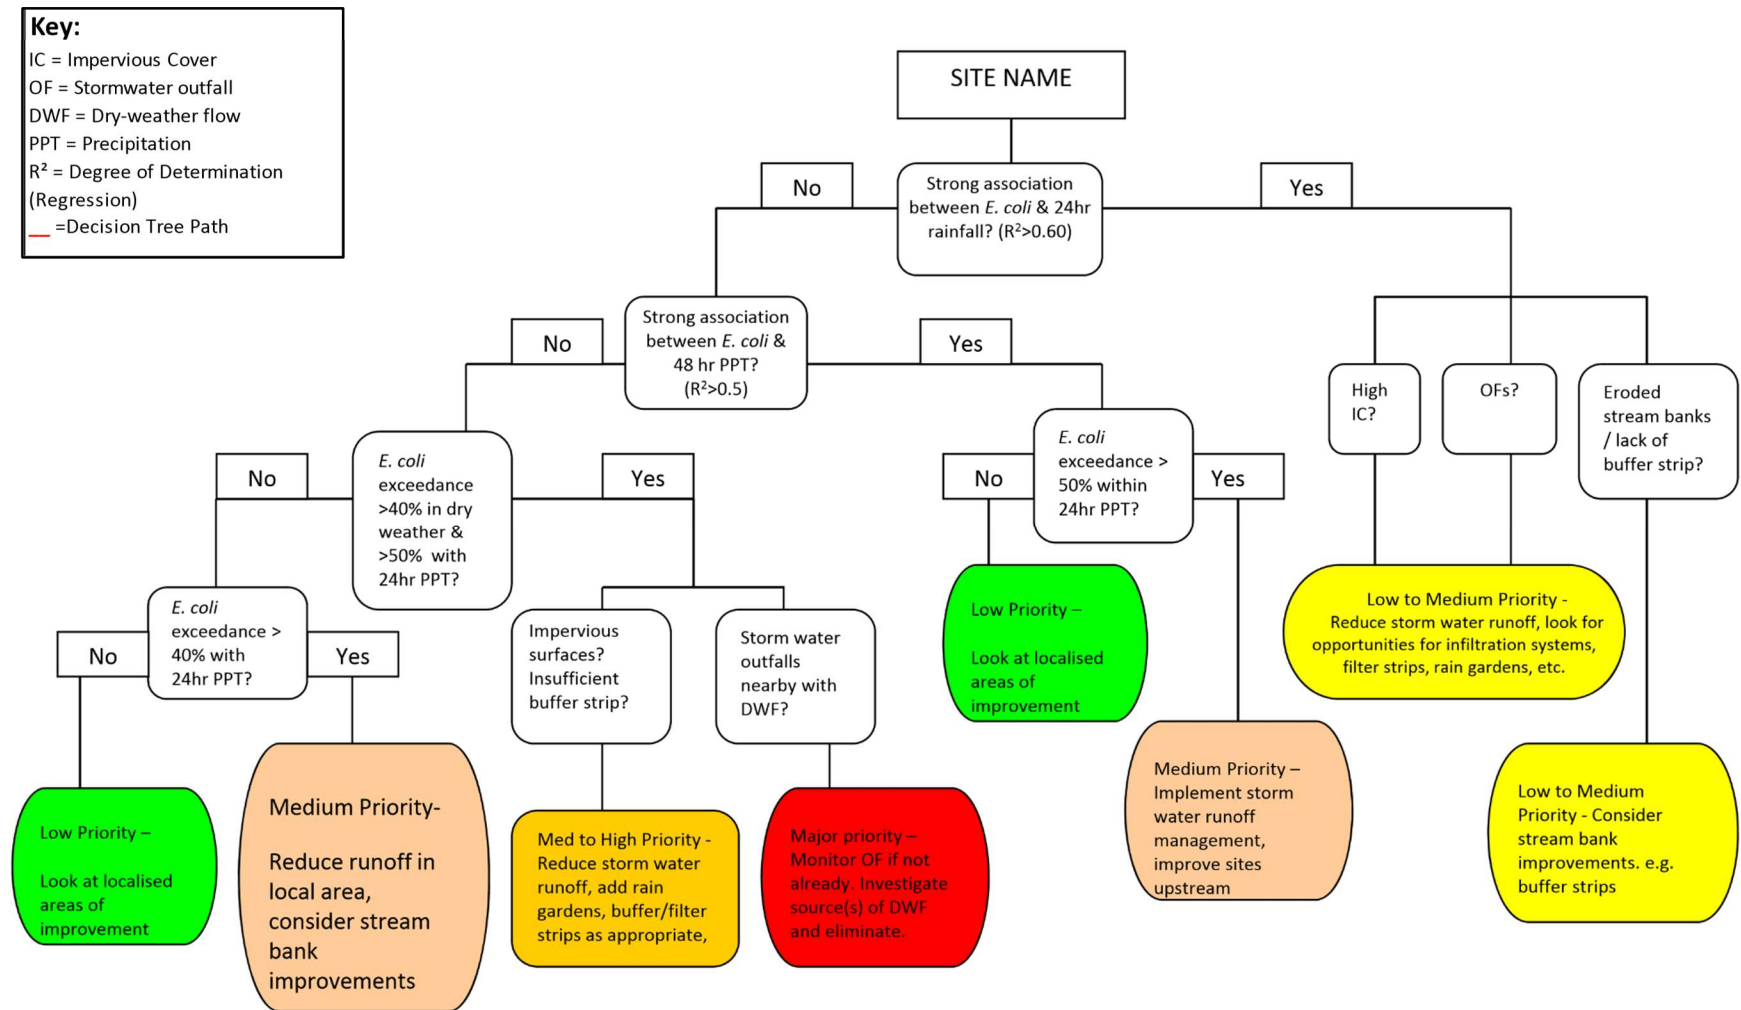 Key:
IC = Impervious Cover
OF = Stormwater outfall
DWF = Dry-weather flow
PPT = Precipitation
R² = Degree of Determination
(Regression)
__ =Decision Tree Path
SITE NAME
No
Strong association
between E. coli & 24hr
rainfall? (R²>0.60)
Yes
No
Strong association
between E. coli &
48 hr PPT?
(R²>0.5)
Yes
High
IC?
OFs?
Eroded
stream banks
/ lack of
buffer strip?
No
E. coli
exceedance
>40% in dry
weather &
>50% with
24hr PPT?
Yes
No
E. coli
exceedance >
50% within
24hr PPT?
Yes
No
E. coli
exceedance >
40% with
24hr PPT?
Yes
Impervious
surfaces?
Insufficient
buffer strip?
Storm water
outfalls
nearby with
DWF?
Low Priority –
Look at localised
areas of
improvement
Low to Medium Priority -
Reduce storm water runoff, look for
opportunities for infiltration systems,
filter strips, rain gardens, etc.
Low Priority –
Look at localised
areas of
improvement
Medium Priority-
Reduce runoff in
local area,
consider stream
bank
improvements
Med to High Priority -
Reduce storm water
runoff, add rain
gardens, buffer/filter
strips as appropriate,
Major priority –
Monitor OF if not
already. Investigate
source(s) of DWF
and eliminate.
Medium Priority –
Implement storm
water runoff
management,
improve sites
upstream
Low to Medium
Priority - Consider
stream bank
improvements. e.g.
buffer strips